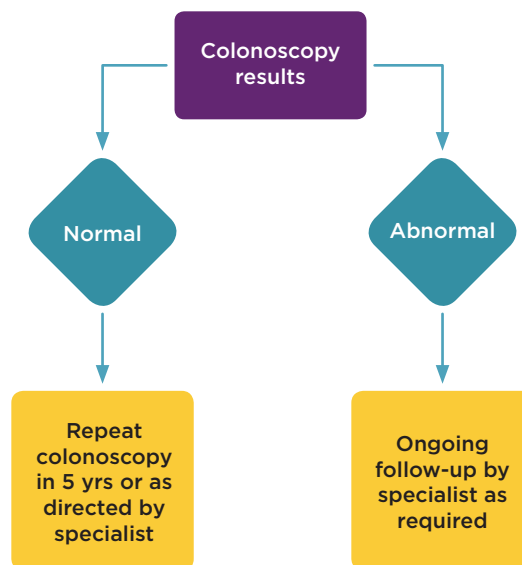 Colonoscopy
results
Normal
Abnormal
Repeat
colonoscopy
in 5 yrs or as
directed by
specialist
Ongoing
follow-up by
specialist as
required